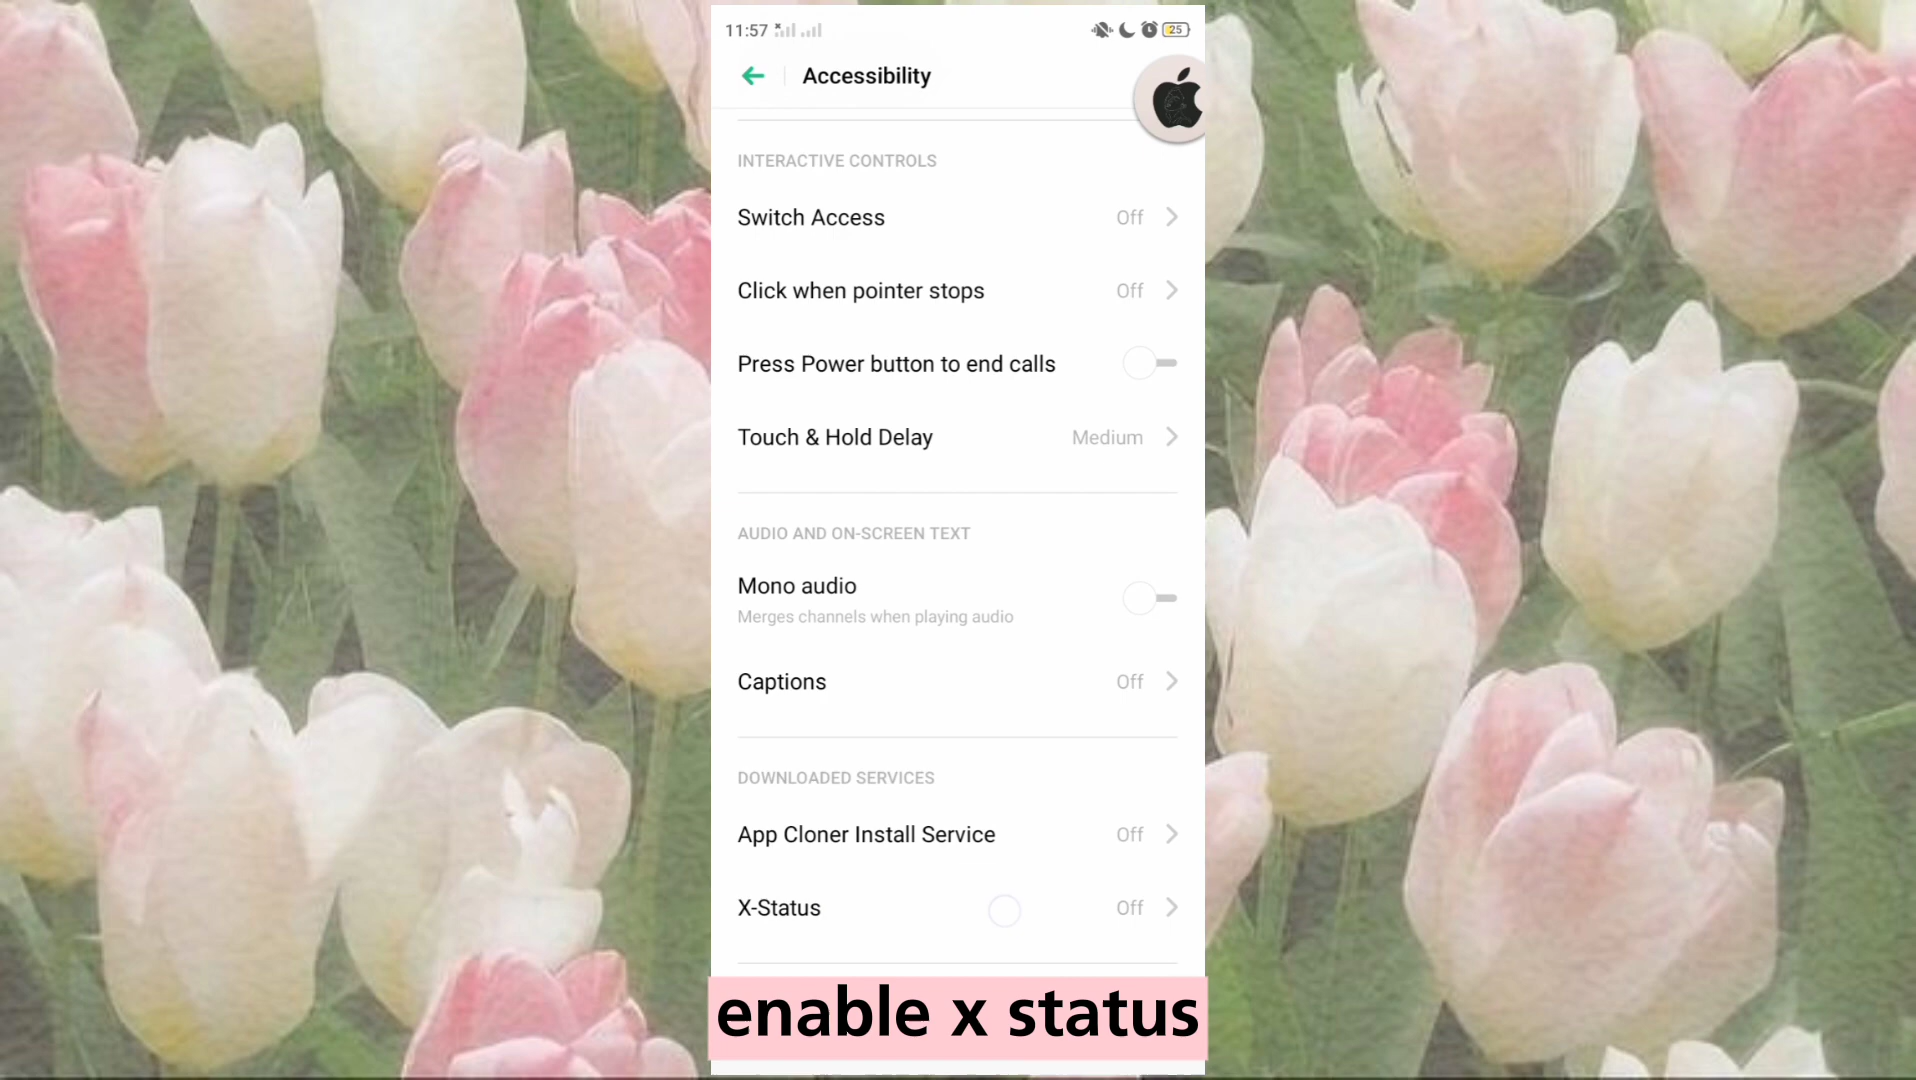 11:57
25
Accessibility
INTERACTIVE CONTROLS
Switch Access Off
Click when pointer stops Off
Press Power button to end calls
Touch & Hold Delay Medium
AUDIO AND ON-SCREEN TEXT
Mono audio
Merges channels when playing audio
Captions Off
DOWNLOADED SERVICES
App Cloner Install Service Off
X-Status Off
enable x status